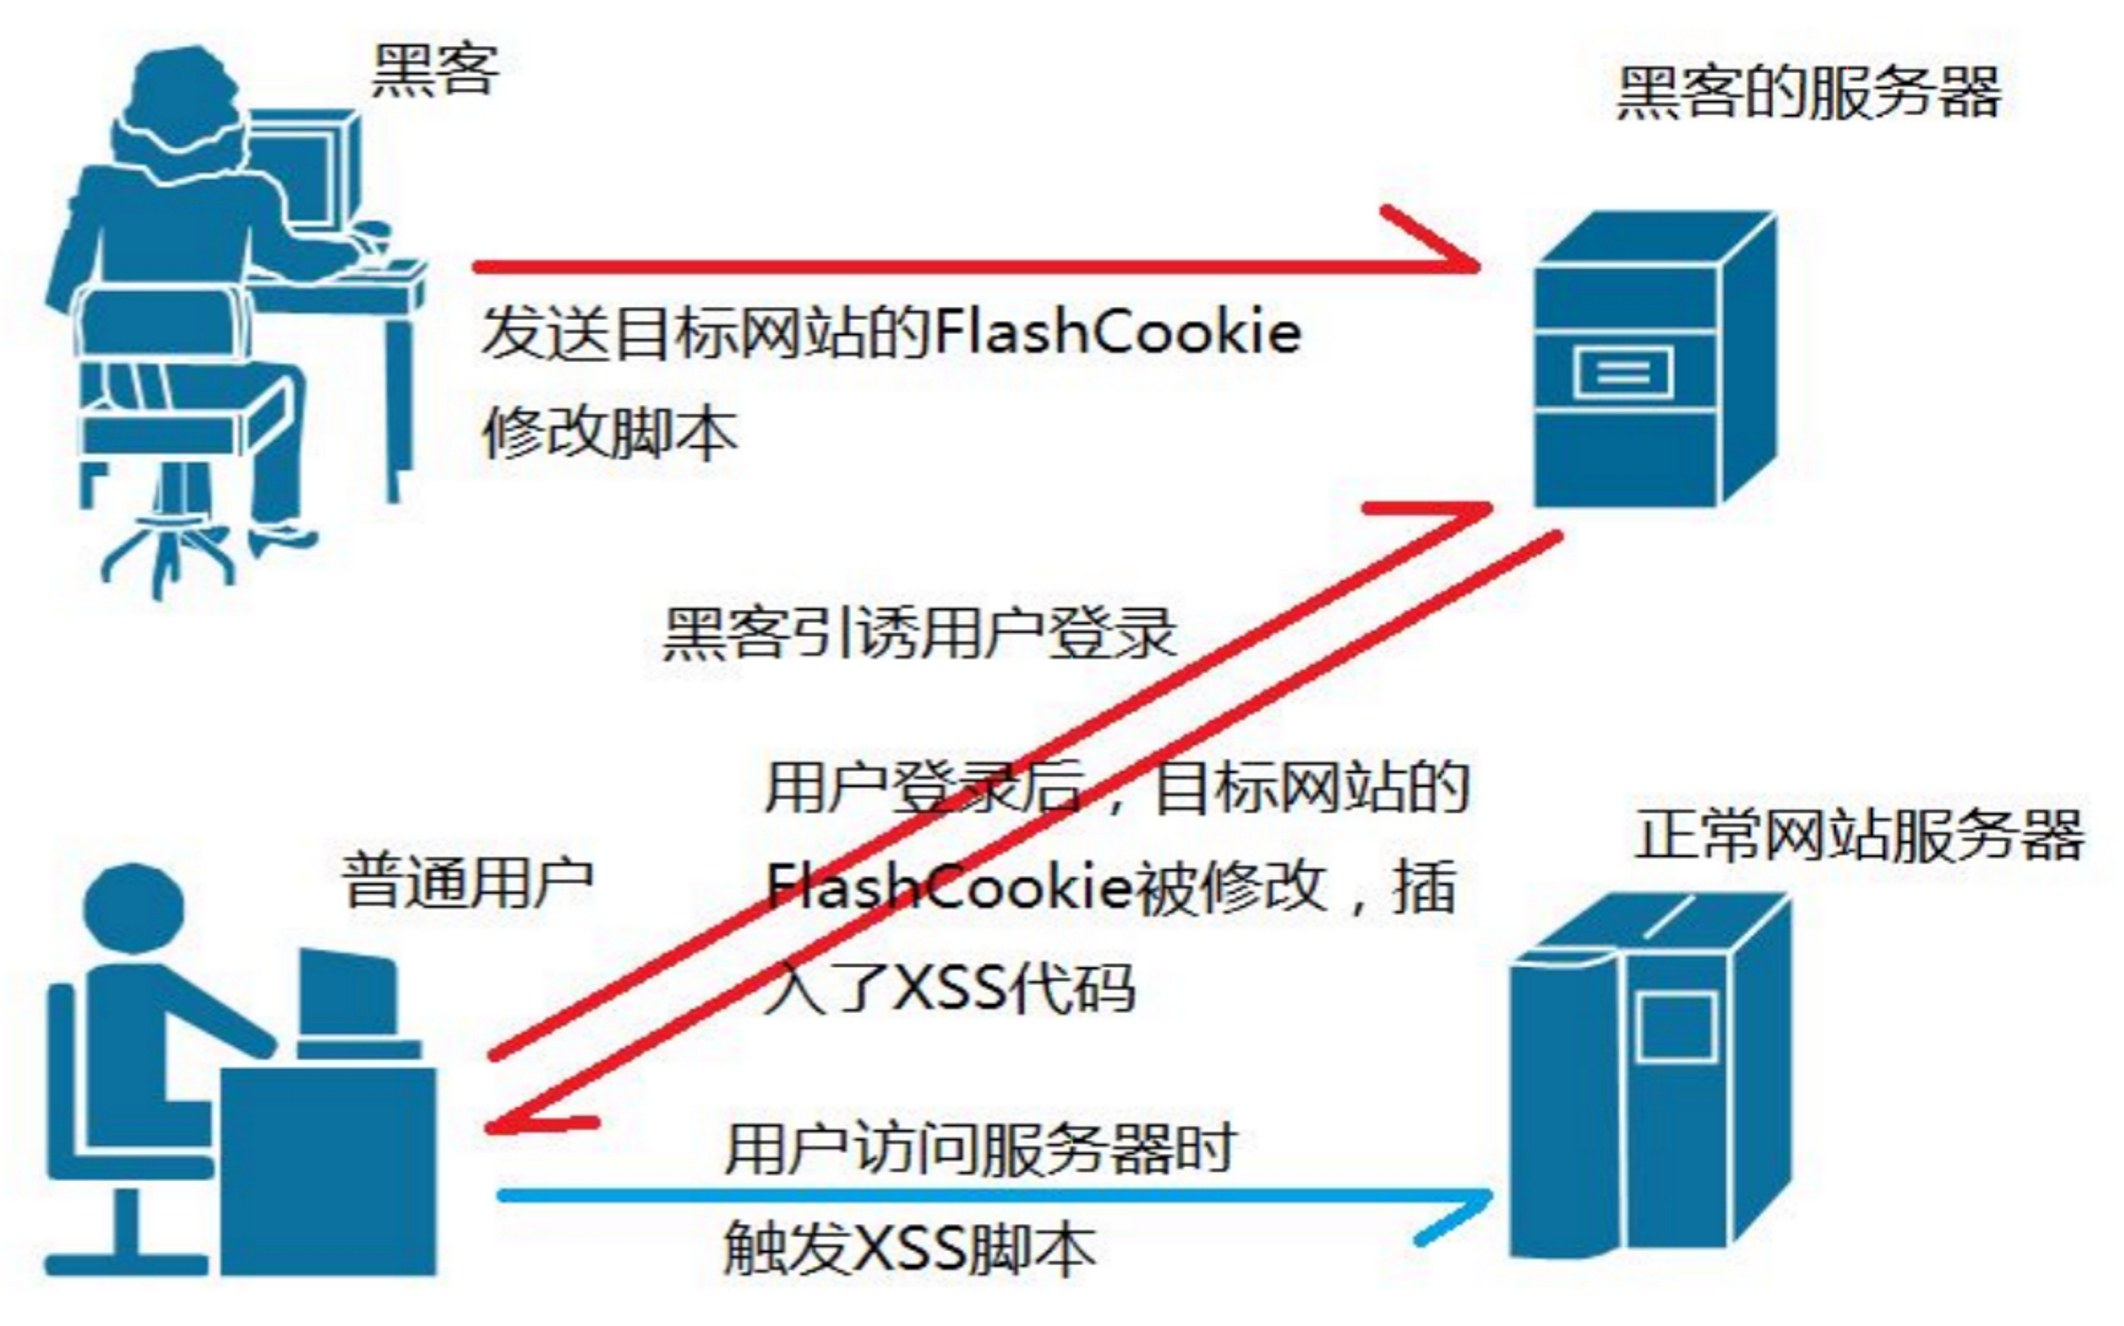 黑客
黑客的服务器
发送目标网站的FlashCookie
修改脚本
黑客引诱用户登录
用户登录后，目标网站的
FlashCookie被修改，插
入了XSS代码
普通用户
正常网站服务器
用户访问服务器时
触发XSS脚本